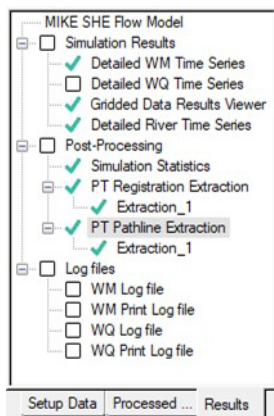 MIKE SHE Flow Model
Simulation Results
Detailed WM Time Series
Detailed WQ Time Series
Gridded Data Results Viewer
Detailed River Time Series
Post-Processing
Simulation Statistics
PT Registration Extraction
Extraction_1
PT Pathline Extraction
Extraction_1
Log files
WM Log file
WM Print Log file
WQ Log file
WQ Print Log file
Setup Data Processed ... Results